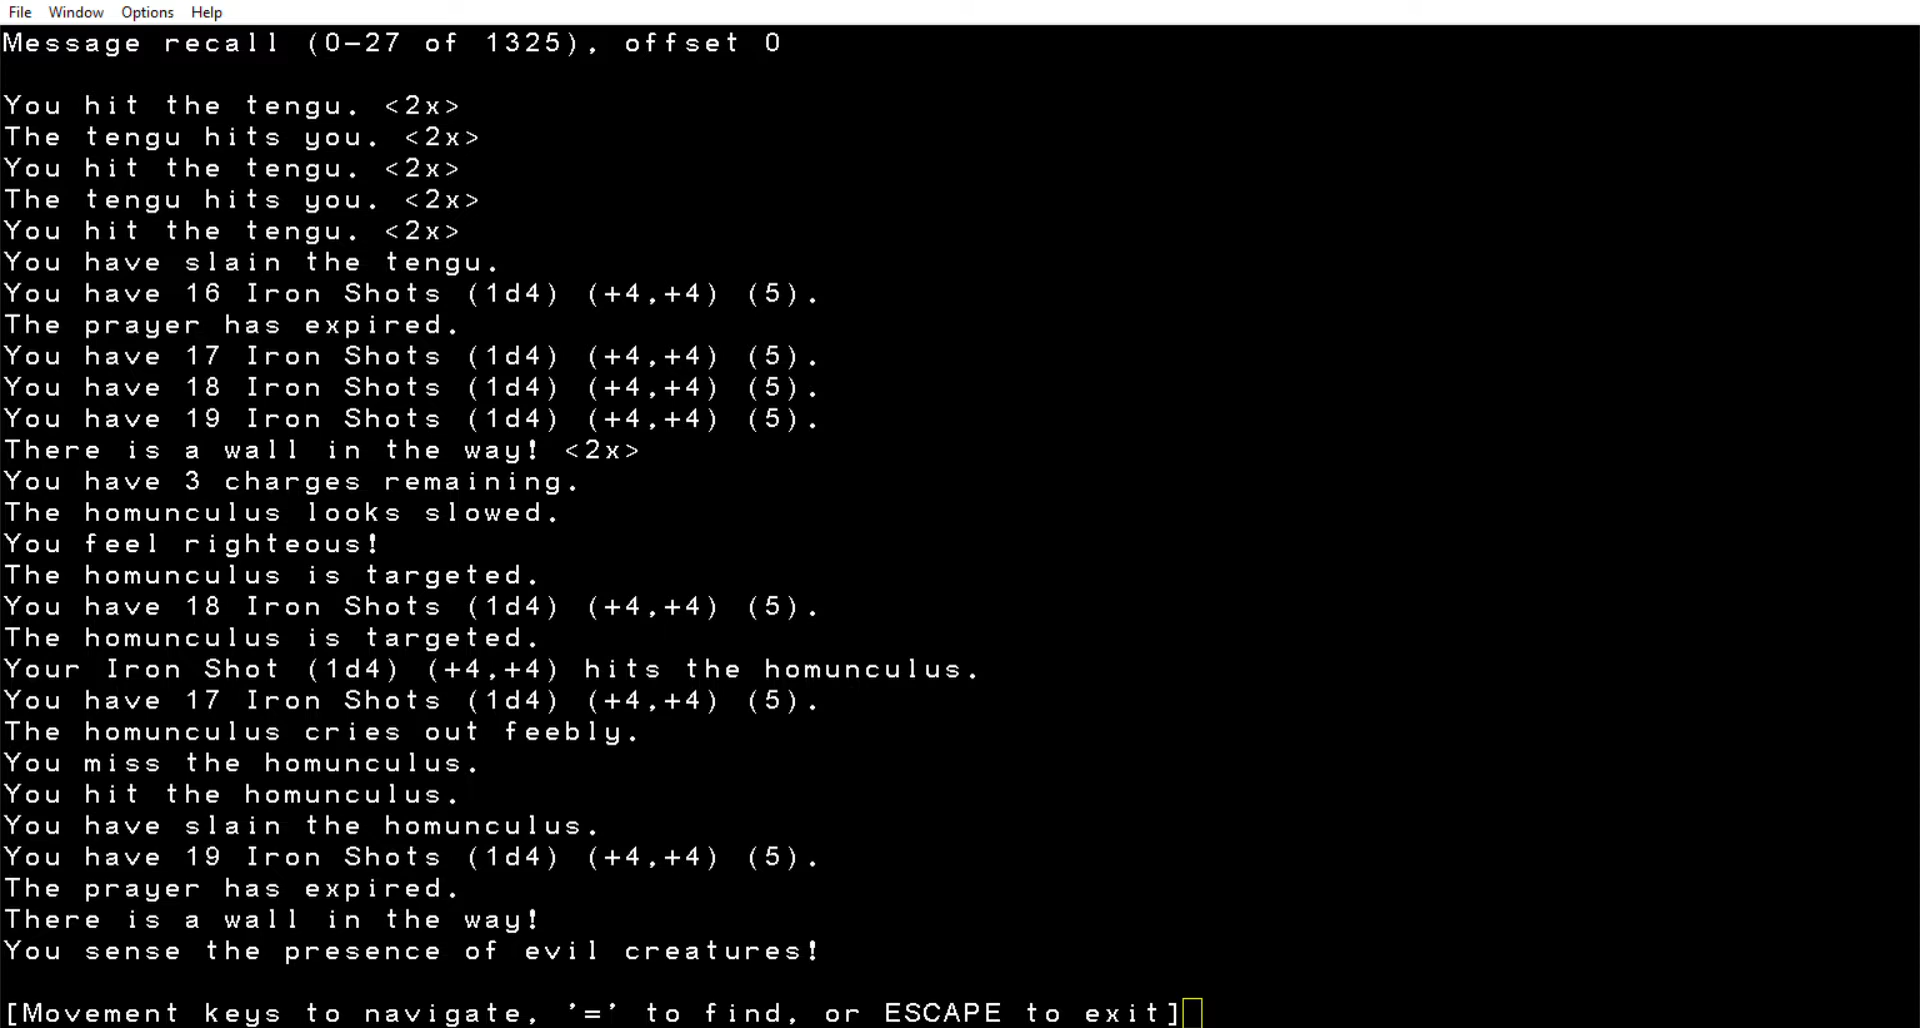 File Window Options Help
Message recall (0-27 of 1325), offset 0
You hit the tengu. <2x>
The tengu hits you. <2x>
You hit the tengu. <2x>
The tengu hits you. <2x>
You hit the tengu. <2x>
You have slain the tengu.
You have 16 Iron Shots (1d4) (+4,+4) (5).
The prayer has expired.
You have 17 Iron Shots (1d4) (+4,+4) (5).
You have 18 Iron Shots (1d4) (+4,+4) (5).
You have 19 Iron Shots (1d4) (+4,+4) (5).
There is a wall in the way! <2x>
You have 3 charges remaining.
The homunculus looks slowed.
You feel righteous!
The homunculus is targeted.
You have 18 Iron Shots (1d4) (+4,+4) (5).
The homunculus is targeted.
Your Iron Shot (1d4) (+4,+4) hits the homunculus.
You have 17 Iron Shots (1d4) (+4,+4) (5).
The homunculus cries out feebly.
You miss the homunculus.
You hit the homunculus.
You have slain the homunculus.
You have 19 Iron Shots (1d4) (+4,+4) (5).
The prayer has expired.
There is a wall in the way!
You sense the presence of evil creatures!
[Movement keys to navigate, '=' to find, or ESCAPE to exit]